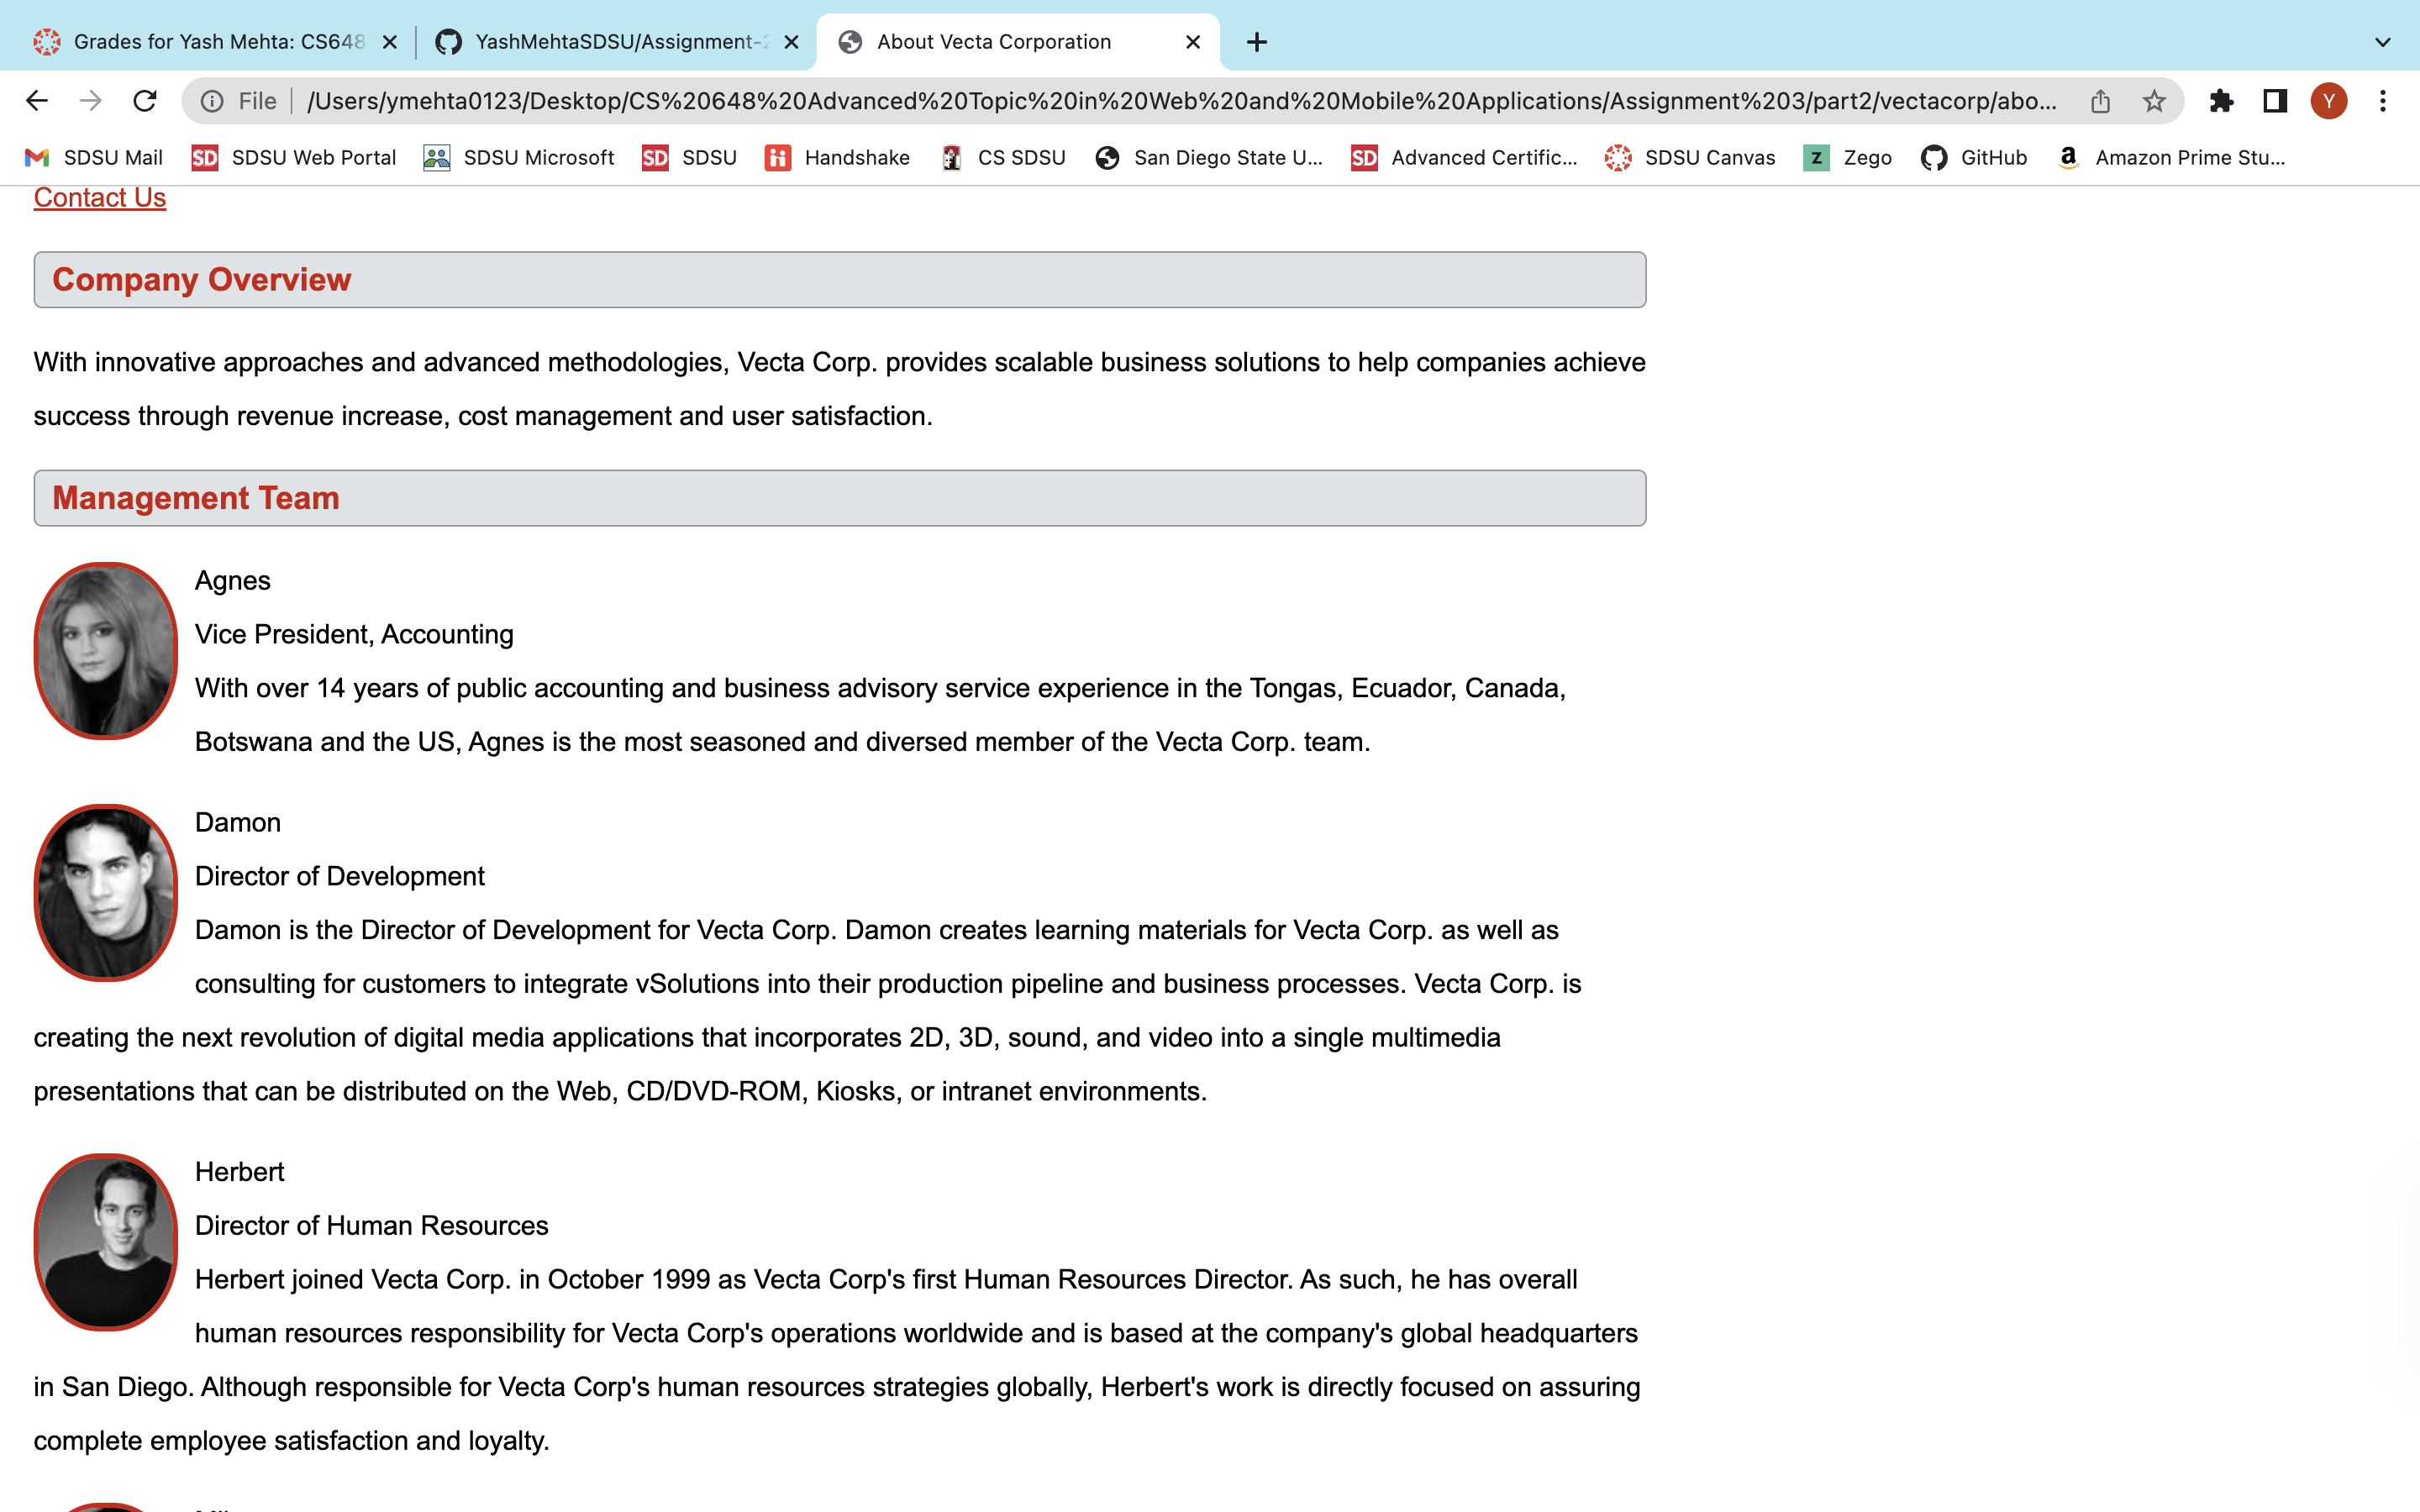 Grades for Yash Mehta: CS648
YashMehtaSDSU/Assignment-2
About Vecta Corporation
File
/Users/ymehta0123/Desktop/CS%20648%20Advanced%20Topic%20in%20Web%20and%20Mobile%20Applications/Assignment%203/part2/vectacorp/abo...
Y
SDSU Mail
SD SDSU Web Portal
SDSU Microsoft
SD SDSU
Handshake
CS SDSU
San Diego State U...
SD Advanced Certific...
SDSU Canvas
Z Zego
GitHub
a Amazon Prime Stu...
Contact Us
Company Overview
With innovative approaches and advanced methodologies, Vecta Corp. provides scalable business solutions to help companies achieve
success through revenue increase, cost management and user satisfaction.
Management Team
Agnes
Vice President, Accounting
With over 14 years of public accounting and business advisory service experience in the Tongas, Ecuador, Canada,
Botswana and the US, Agnes is the most seasoned and diversed member of the Vecta Corp. team.
Damon
Director of Development
Damon is the Director of Development for Vecta Corp. Damon creates learning materials for Vecta Corp. as well as
consulting for customers to integrate vSolutions into their production pipeline and business processes. Vecta Corp. is
creating the next revolution of digital media applications that incorporates 2D, 3D, sound, and video into a single multimedia
presentations that can be distributed on the Web, CD/DVD-ROM, Kiosks, or intranet environments.
Herbert
Director of Human Resources
Herbert joined Vecta Corp. in October 1999 as Vecta Corp's first Human Resources Director. As such, he has overall
human resources responsibility for Vecta Corp's operations worldwide and is based at the company's global headquarters
in San Diego. Although responsible for Vecta Corp's human resources strategies globally, Herbert's work is directly focused on assuring
complete employee satisfaction and loyalty.